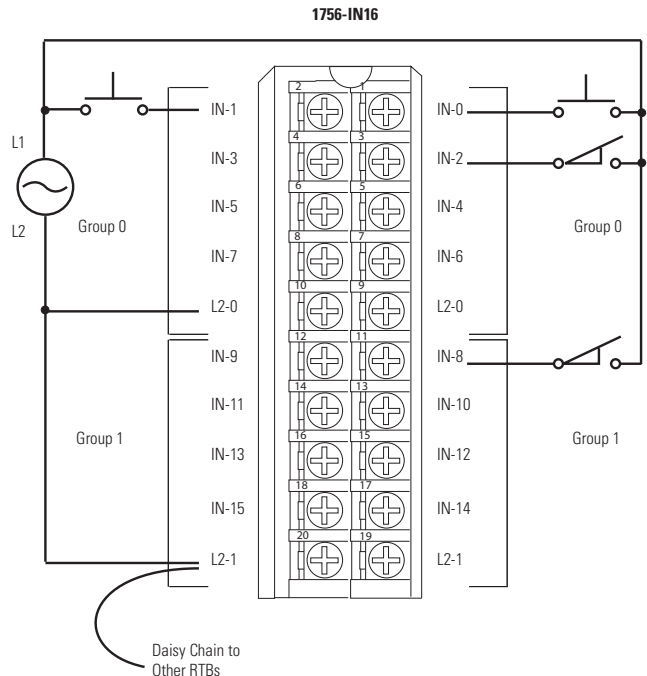 1756-IN16
2 1
IN-1 IN-0
4 3
L1
IN-3 IN-2
6 5
IN-5 IN-4
L2 Group 0 Group 0
8 7
IN-7 IN-6
10 9
L2-0 L2-0
12 11
IN-9 IN-8
14 13
IN-11 IN-10
Group 1 Group 1
16 15
IN-13 IN-12
18 17
IN-15 IN-14
20 19
L2-1 L2-1
Daisy Chain to
Other RTBs